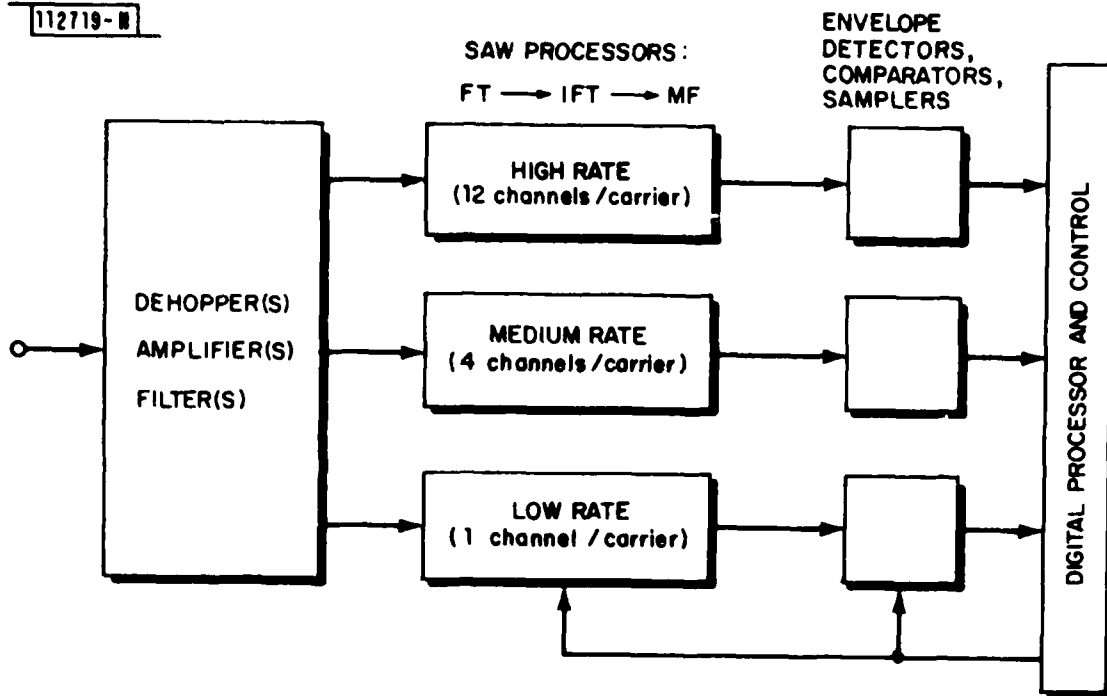 112719-N
SAW PROCESSORS:
FT → IFT → MF
ENVELOPE
DETECTORS,
COMPARATORS,
SAMPLERS
DEHOPPER(S)
AMPLIFIER(S)
FILTER(S)
HIGH RATE
(12 channels/carrier)
MEDIUM RATE
(4 channels/carrier)
LOW RATE
(1 channel/carrier)
DIGITAL PROCESSOR AND CONTROL